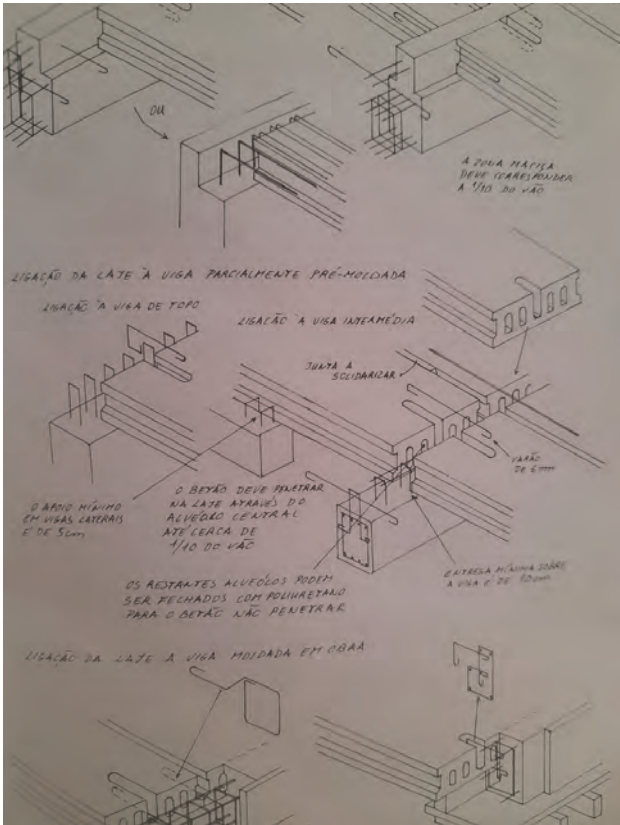 OU
A ZONA MACIÇA
DEVE CORRESPONDER
A 1/10 DO VÃO
LIGAÇÃO DA LAJE À VIGA PARCIALMENTE PRÉ-MOLDADA
LIGAÇÃO À VIGA DE TOPO
LIGAÇÃO À VIGA INTERMÉDIA
JUNTA A
SOLIDARIZAR
VARÃO
DE 6mm
O APOIO MÍNIMO
EM VIGAS LATERAIS
É DE 5cm
O BETÃO DEVE PENETRAR
NA LAJE ATRAVÉS DO
ALVÉOLO CENTRAL
ATÉ CERCA DE
1/10 DO VÃO
ENTREGA MÍNIMA SOBRE
A VIGA É DE 10cm
OS RESTANTES ALVÉOLOS PODEM
SER FECHADOS COM POLIURETANO
PARA O BETÃO NÃO PENETRAR
LIGAÇÃO DA LAJE A VIGA MOLDADA EM OBRA